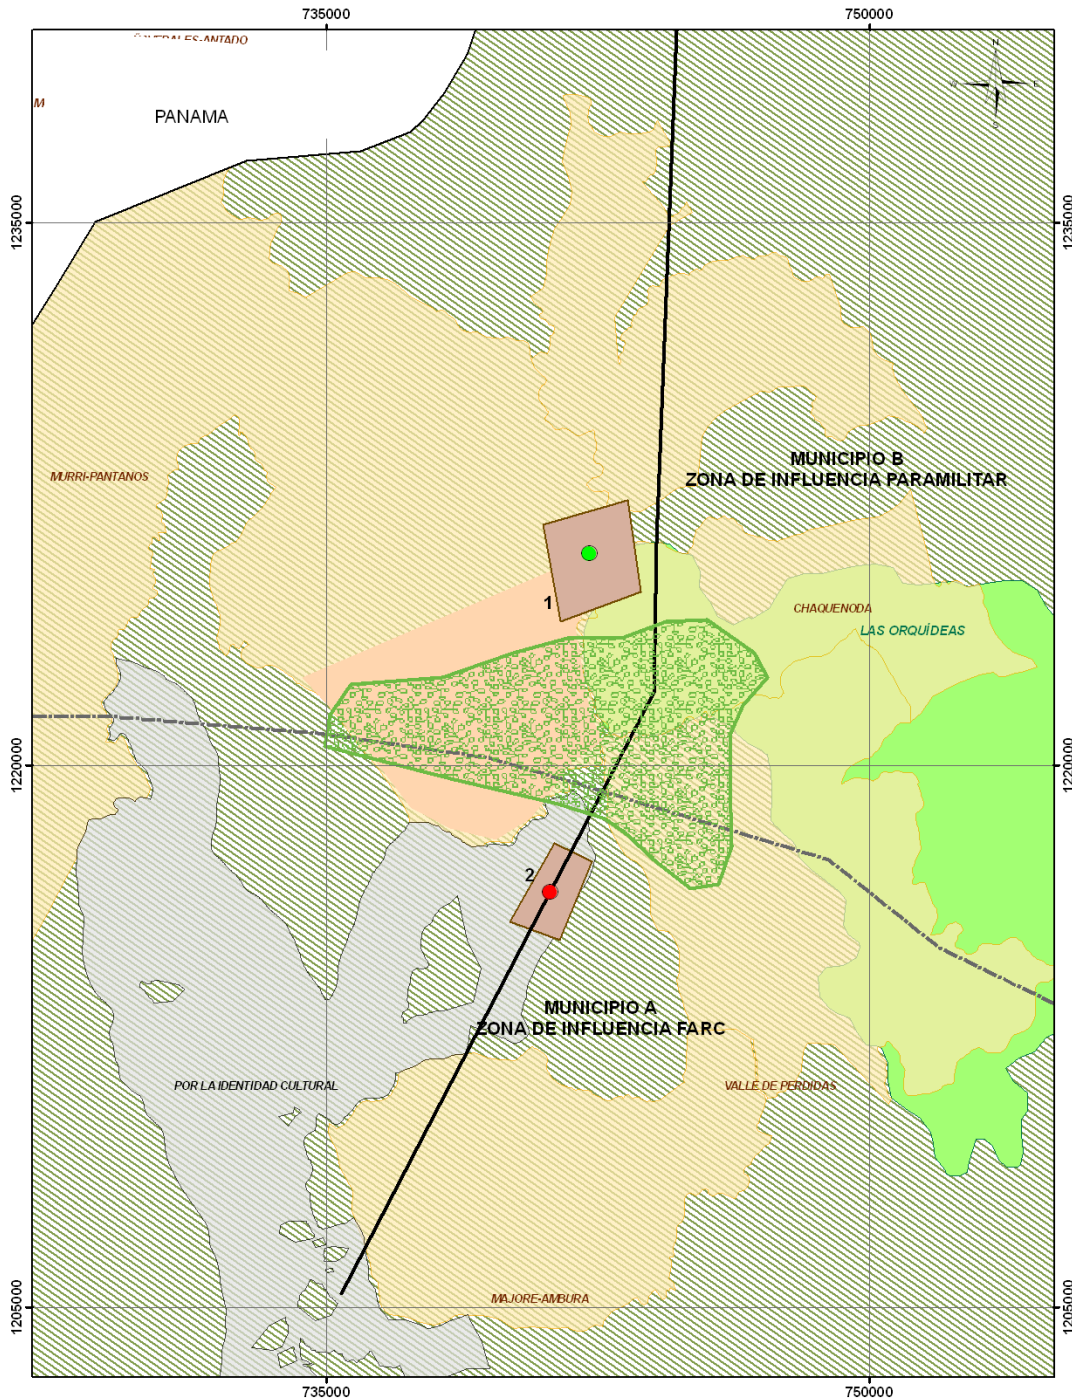 735000
750000
PANAMA
M
N
W
E
1235000
1235000
MURRI-PANTANOS
MUNICIPIO B
ZONA DE INFLUENCIA PARAMILITAR
1
CHAQUENODA
LAS ORQUÍDEAS
1220000
1220000
2
MUNICIPIO A
ZONA DE INFLUENCIA FARC
POR LA IDENTIDAD CULTURAL
VALLE DE PERDIDAS
MAJORE-AMBURA
1205000
1205000
735000
750000